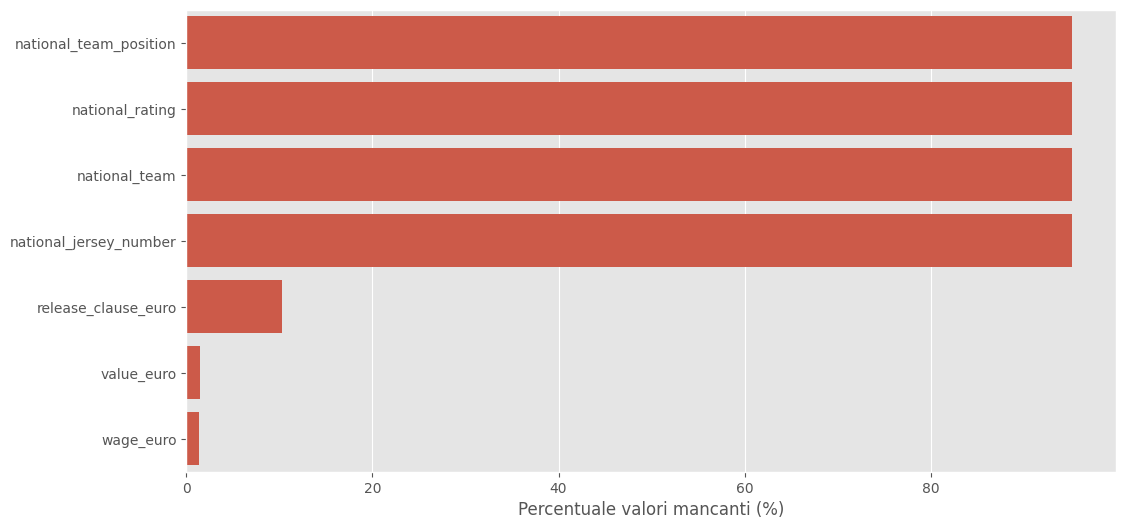 national_team_position
national_rating
national_team
national_jersey_number
release_clause_euro
value_euro
wage_euro
0 20 40 60 80
Percentuale valori mancanti (%)